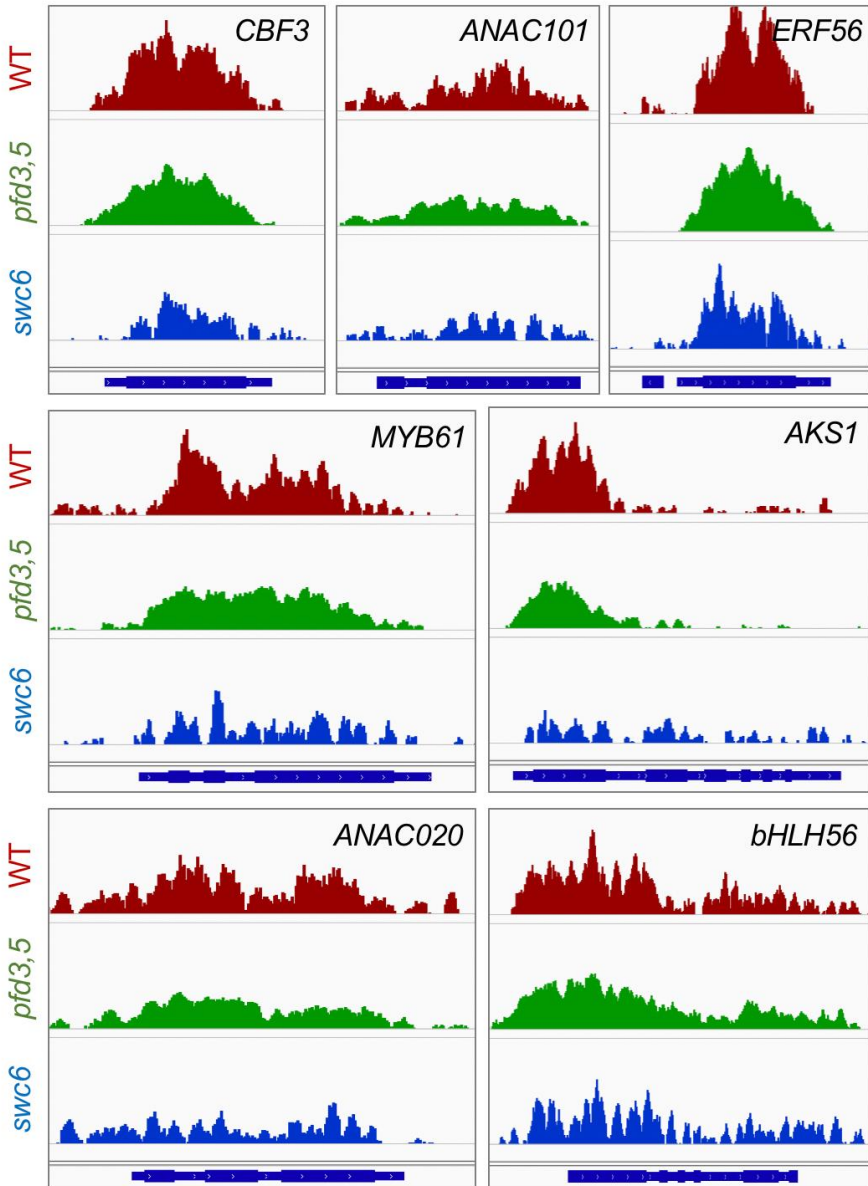 WT
pfd3,5
swc6
CBF3
ANAC101
ERF56
WT
pfd3,5
swc6
MYB61
AKS1
WT
pfd3,5
swc6
ANAC020
bHLH56